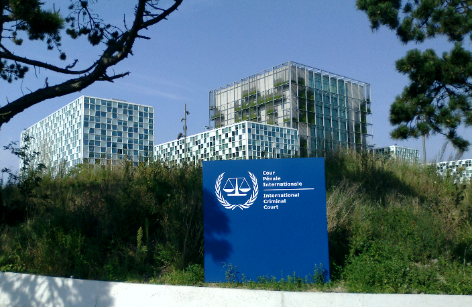 Cour
Pénale
Internationale
International
Criminal
Court